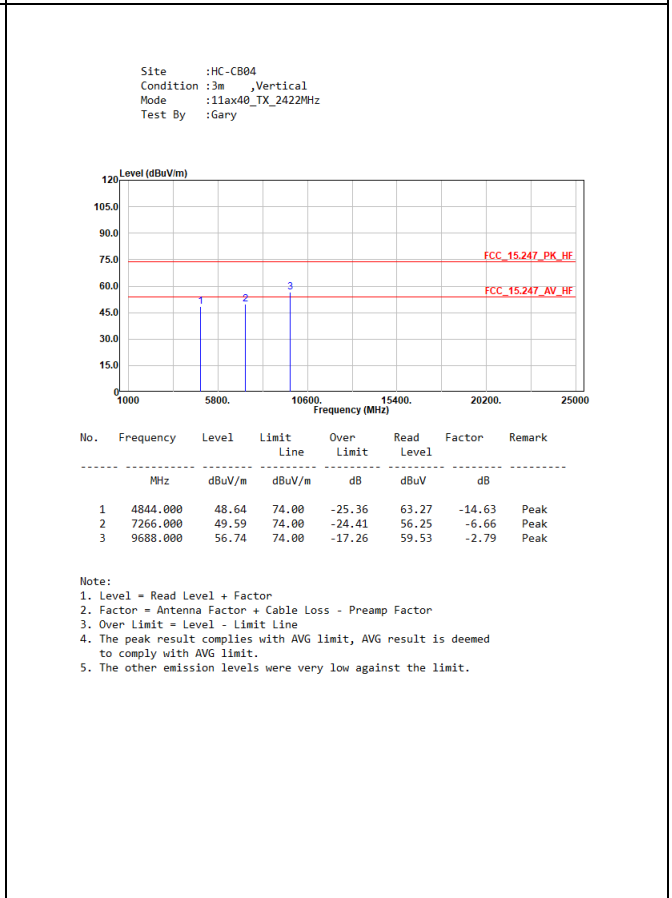 Site      :HC-CB04
Condition :3m    ,Vertical
Mode      :11ax40_TX_2422MHz
Test By   :Gary
Level (dBuV/m)
120
105.0
90.0
75.0
FCC_15.247_PK_HF
60.0
3
FCC_15.247_AV_HF
1
2
45.0
30.0
15.0
0
1000 5800. 10600. 15400. 20200. 25000
Frequency (MHz)
No. Frequency Level Limit Over Read Factor Remark
Line Limit Level
------ ----------- -------- -------- --------- -------- -------- ---------
MHz dBuV/m dBuV/m dB dBuV dB
1 4844.000 48.64 74.00 -25.36 63.27 -14.63 Peak
2 7266.000 49.59 74.00 -24.41 56.25 -6.66 Peak
3 9688.000 56.74 74.00 -17.26 59.53 -2.79 Peak
Note:
1. Level = Read Level + Factor
2. Factor = Antenna Factor + Cable Loss - Preamp Factor
3. Over Limit = Level - Limit Line
4. The peak result complies with AVG limit, AVG result is deemed
to comply with AVG limit.
5. The other emission levels were very low against the limit.